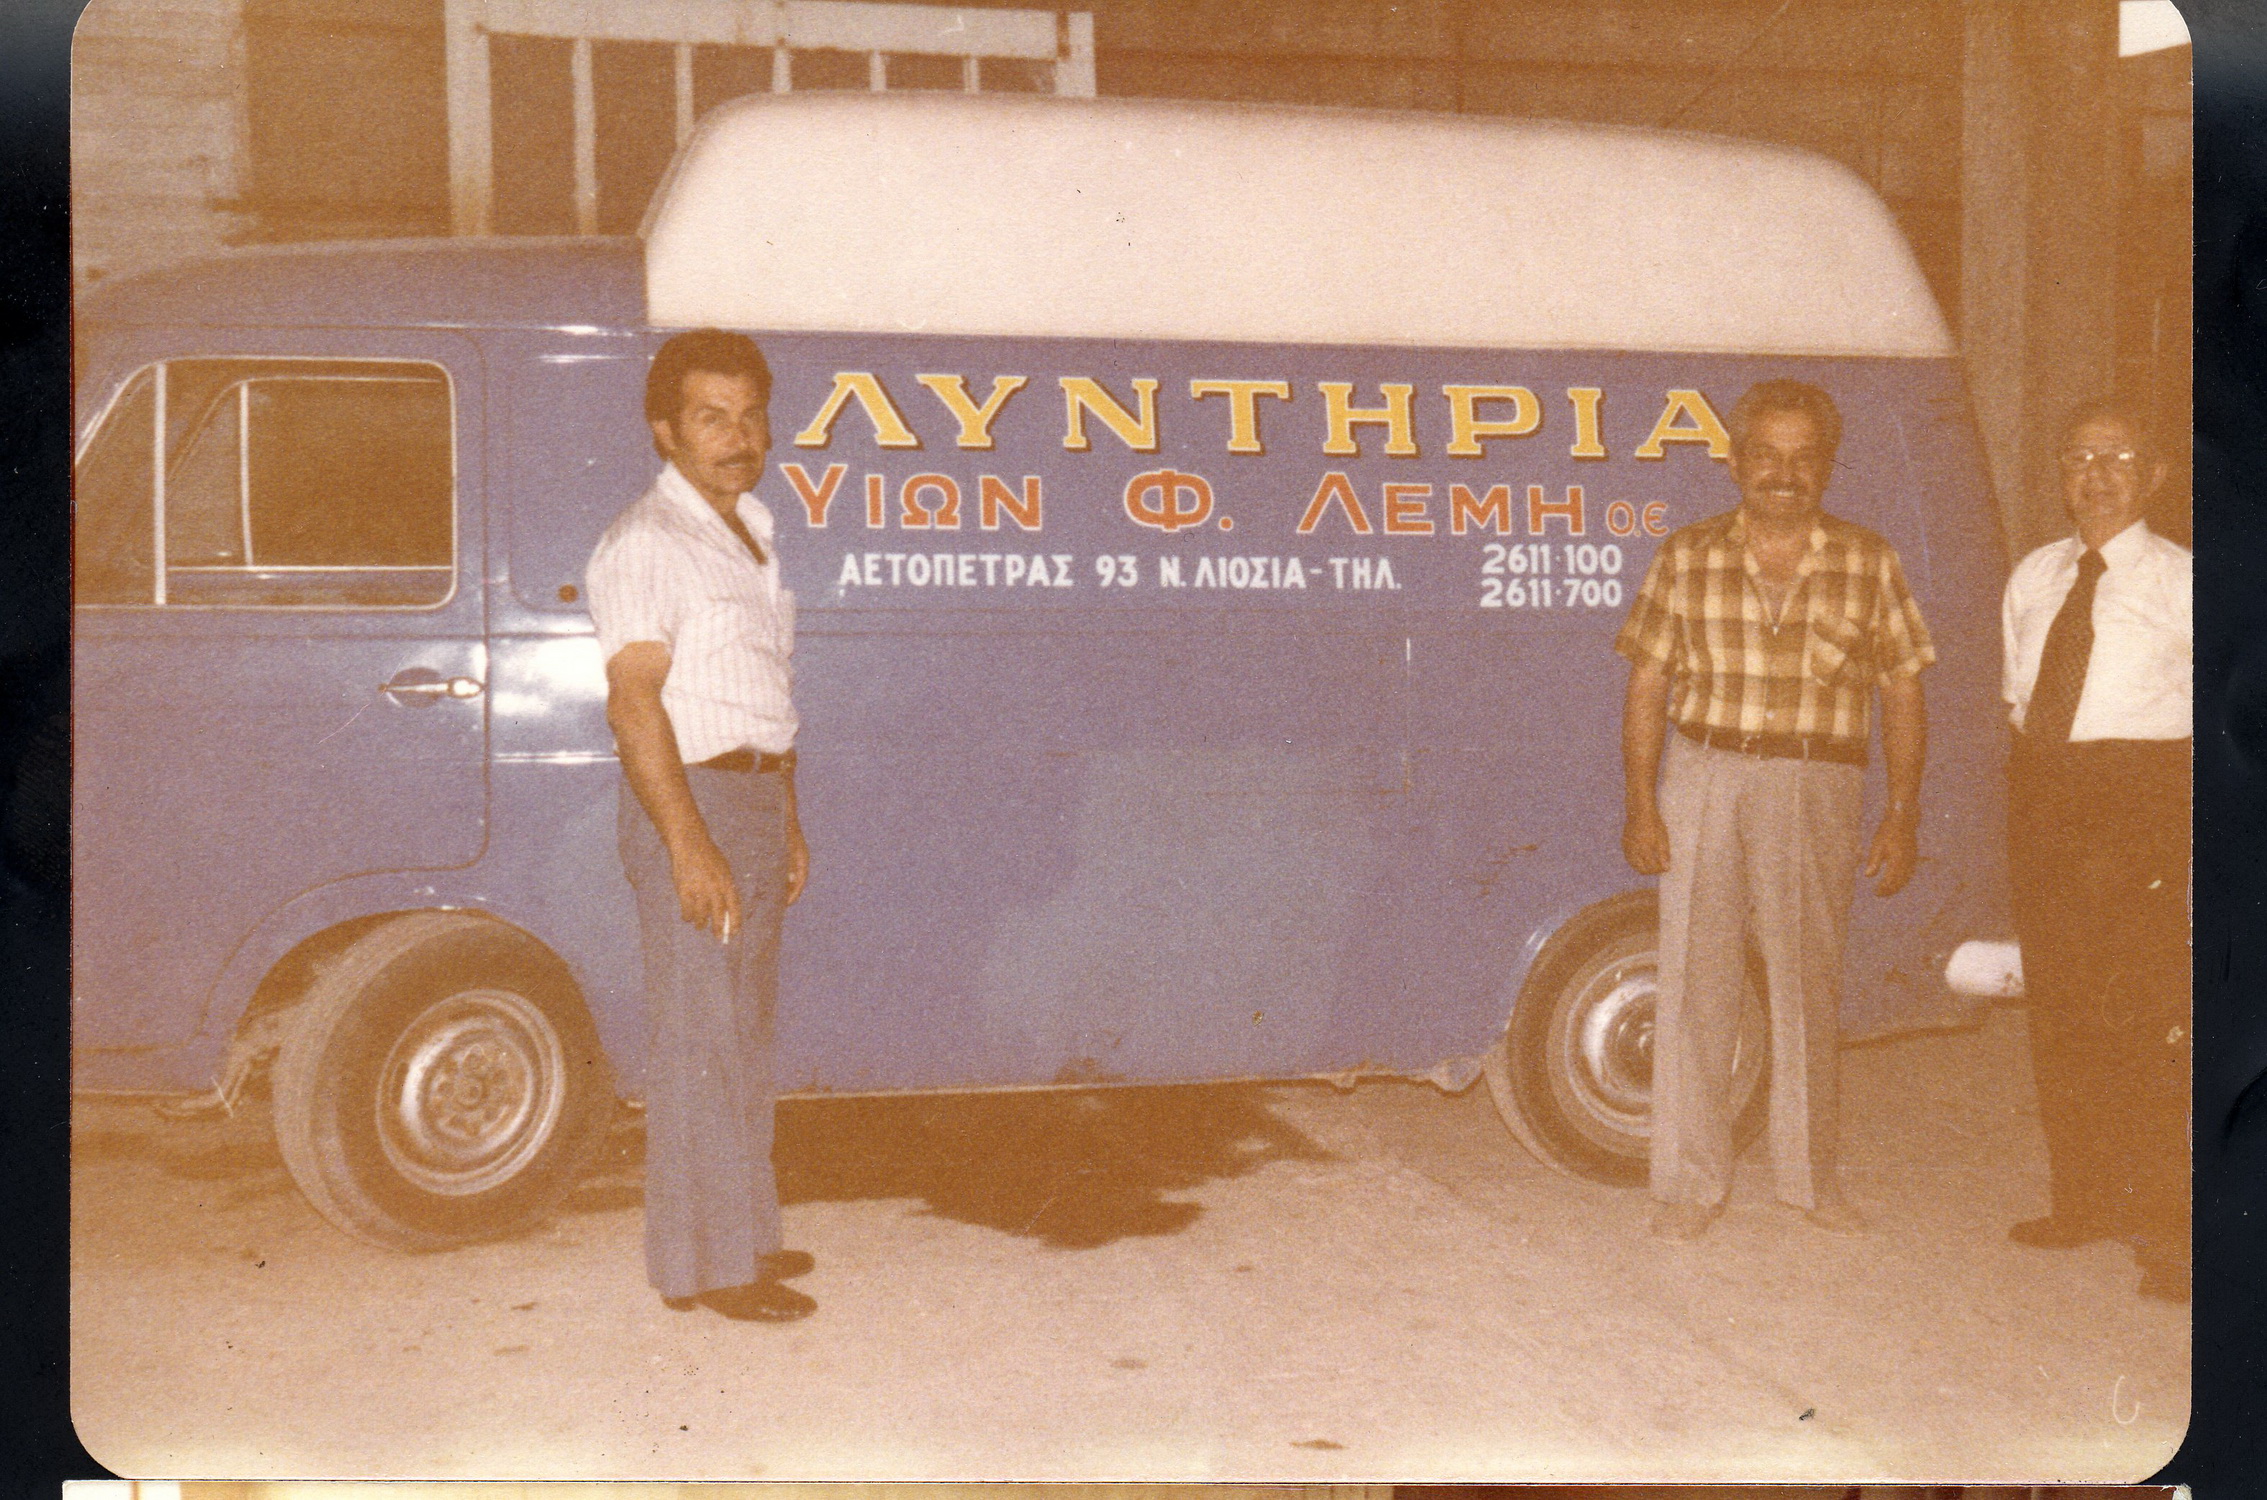 ΛΥΝΤΗΡΙΑ
ΥΙΩΝ Φ. ΛΕΜΗ Ο.Ε
ΑΕΤΟΠΕΤΡΑΣ 93 Ν. ΛΙΟΣΙΑ - ΤΗΛ. 2611·100
2611·700